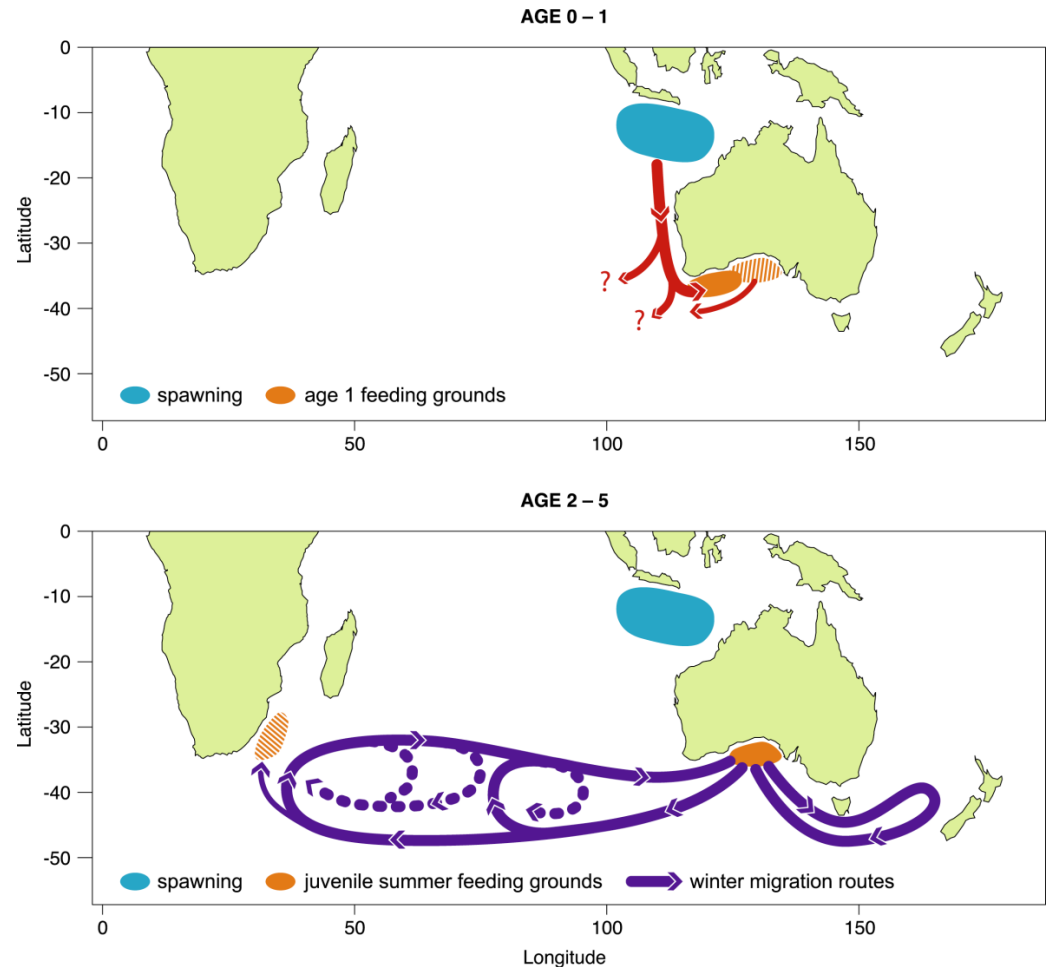 AGE 0 – 1
0
-10
-20
-30
-40
-50
Latitude
?
?
spawning age 1 feeding grounds
0 50 100 150
AGE 2 – 5
0
-10
-20
-30
-40
-50
Latitude
spawning juvenile summer feeding grounds winter migration routes
0 50 100 150
Longitude